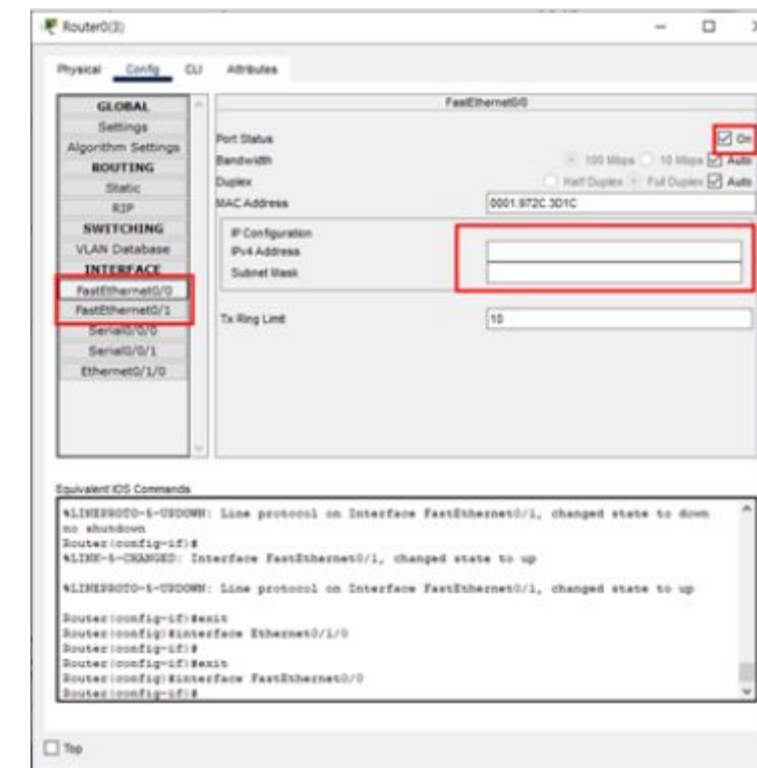 Router0(3)
Physical Config CLI Attributes
GLOBAL
Settings
Algorithm Settings
ROUTING
Static
RIP
SWITCHING
VLAN Database
INTERFACE
FastEthernet0/0
FastEthernet0/1
Serial0/0/0
Serial0/0/1
Ethernet0/1/0
FastEthernet0/0
Port Status On
Bandwidth 100 Mbps 10 Mbps Auto
Duplex Half Duplex Full Duplex Auto
MAC Address 0001.972C.3D1C
IP Configuration
IPv4 Address
Subnet Mask
Tx Ring Limit 10
Equivalent IOS Commands
%LINEPROTO-5-UPDOWN: Line protocol on Interface FastEthernet0/1, changed state to down
no shutdown
Router(config-if)#
%LINK-5-CHANGED: Interface FastEthernet0/1, changed state to up
%LINEPROTO-5-UPDOWN: Line protocol on Interface FastEthernet0/1, changed state to up
Router(config-if)#exit
Router(config)#interface Ethernet0/1/0
Router(config-if)#
Router(config-if)#exit
Router(config)#interface FastEthernet0/0
Router(config-if)#
Top